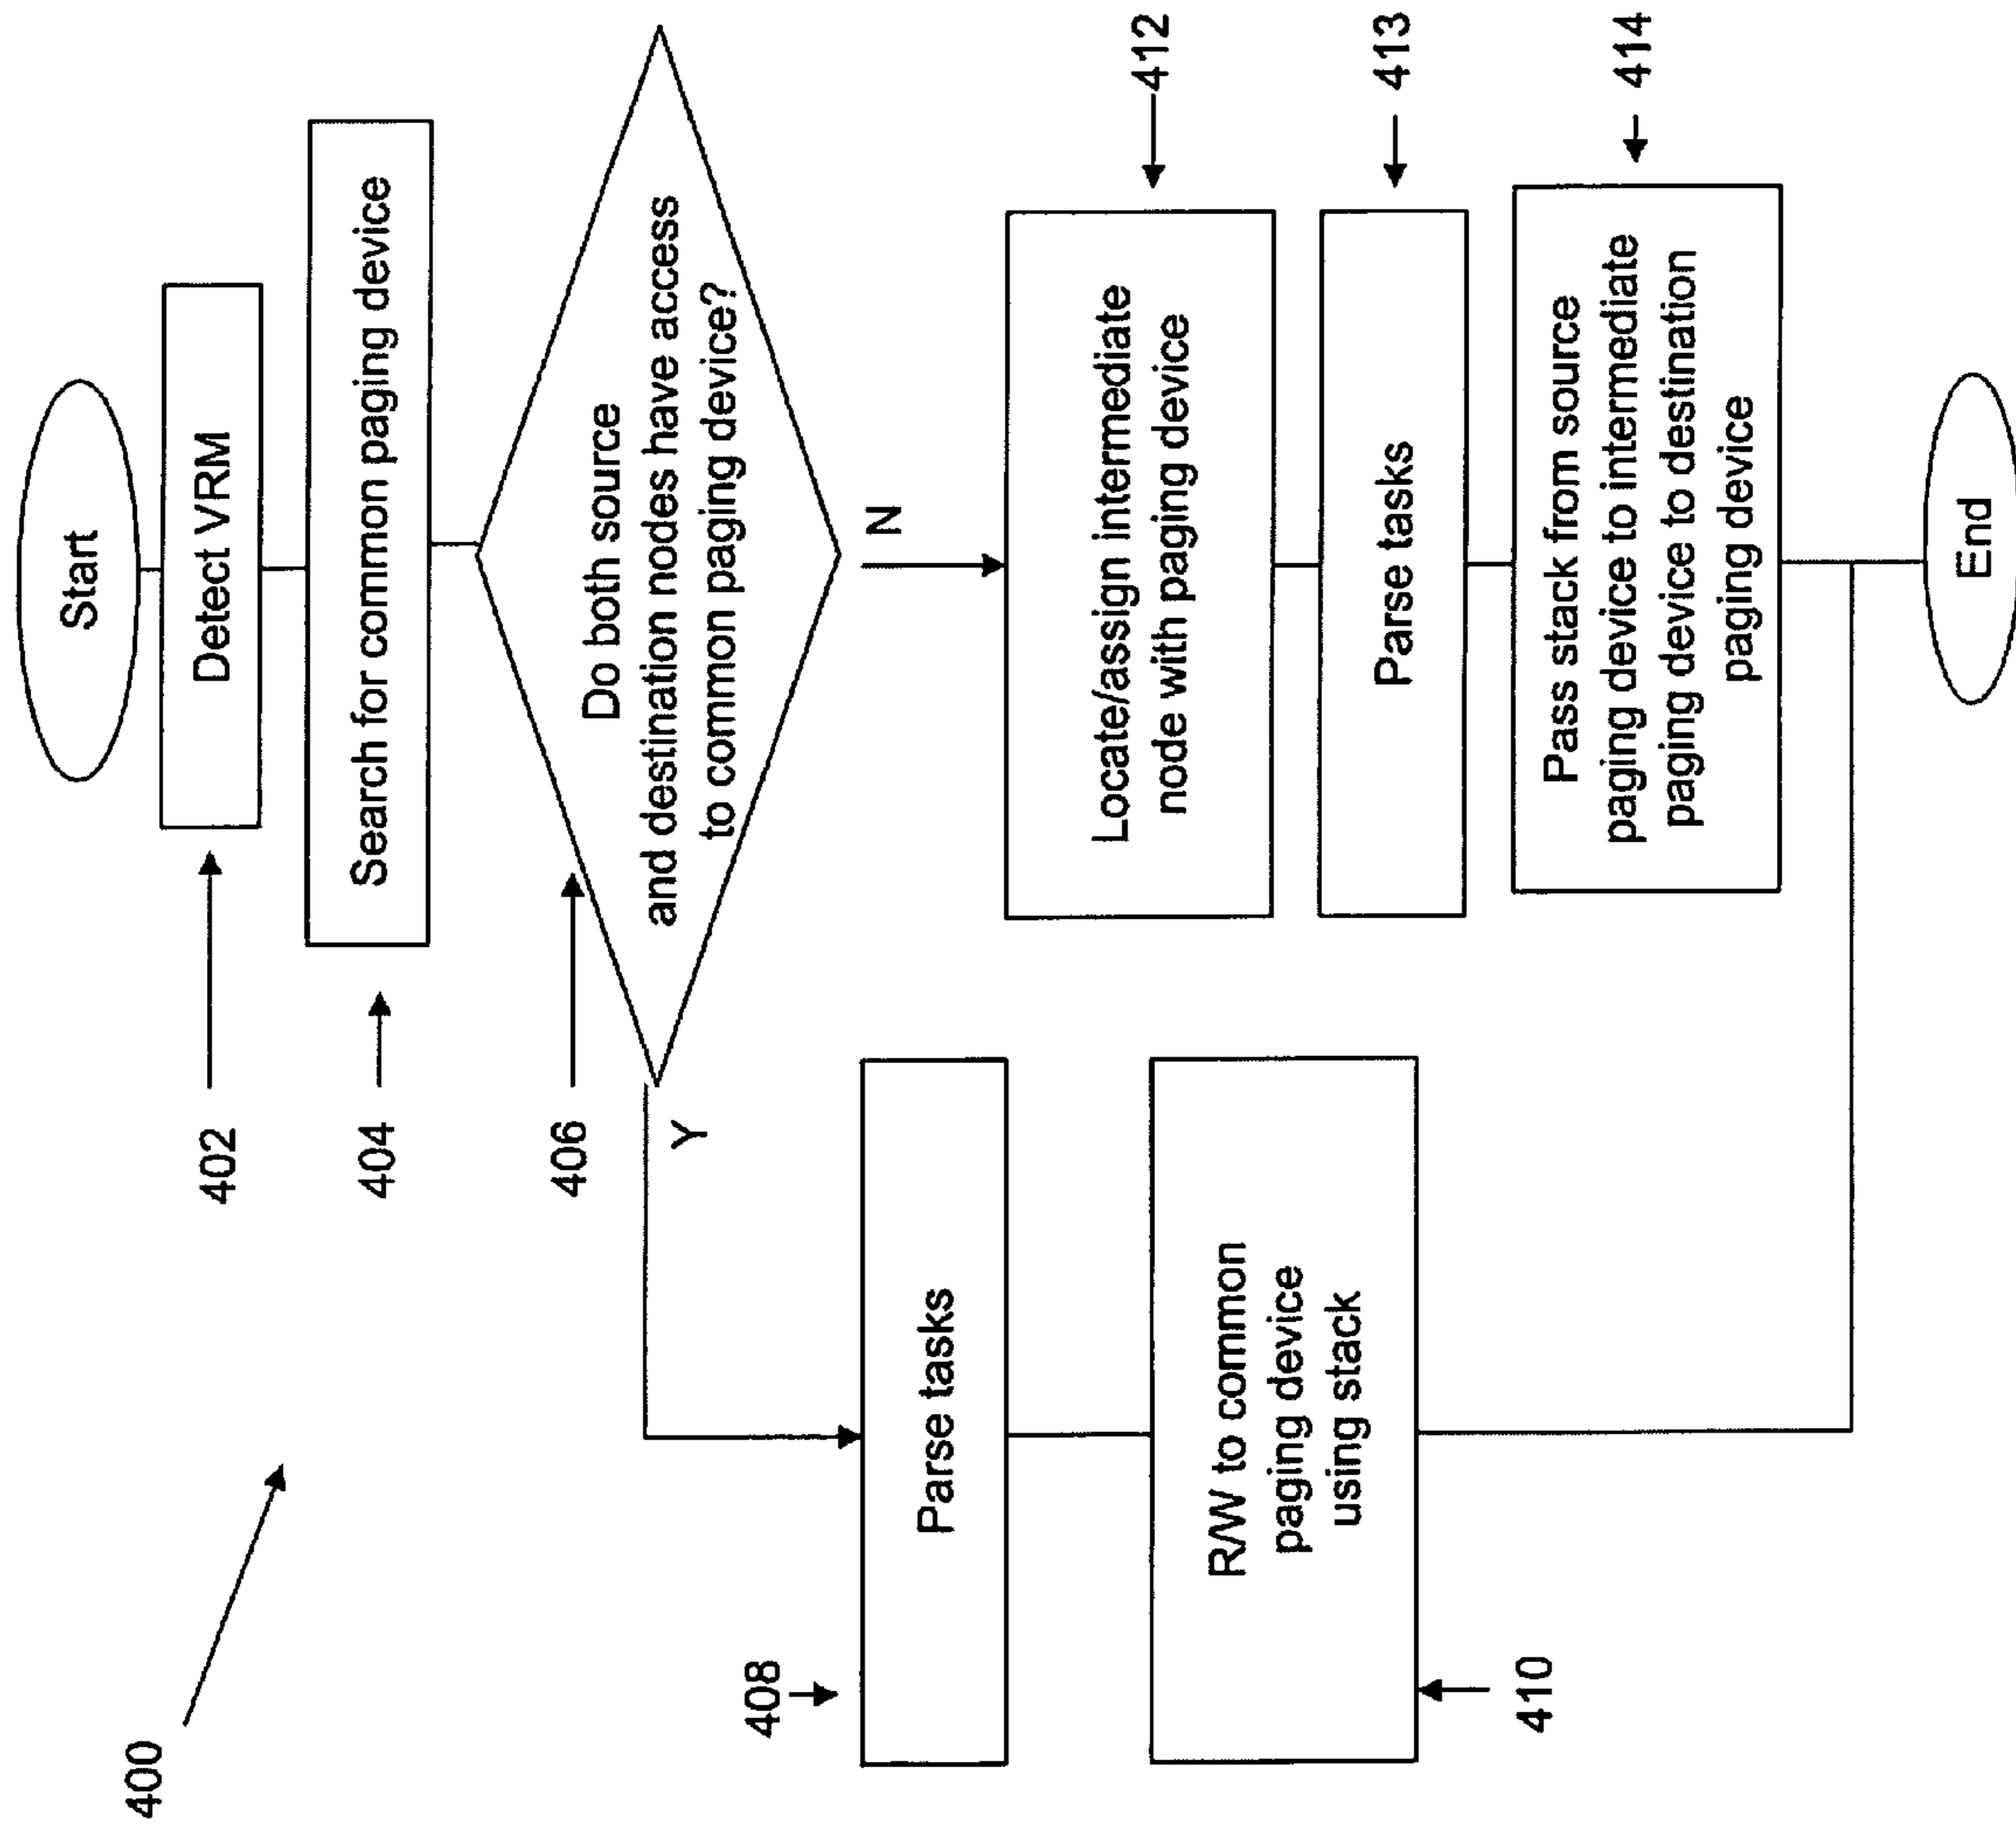 400
Start
402
Detect VRM
404
Search for common paging device
406
Do both source
and destination nodes have access
to common paging device?
Y
N
408
Parse tasks
R/W to common
paging device
using stack
410
Locate/assign intermediate
node with paging device
412
Parse tasks
413
Pass stack from source
paging device to intermediate
paging device to destination
paging device
414
End